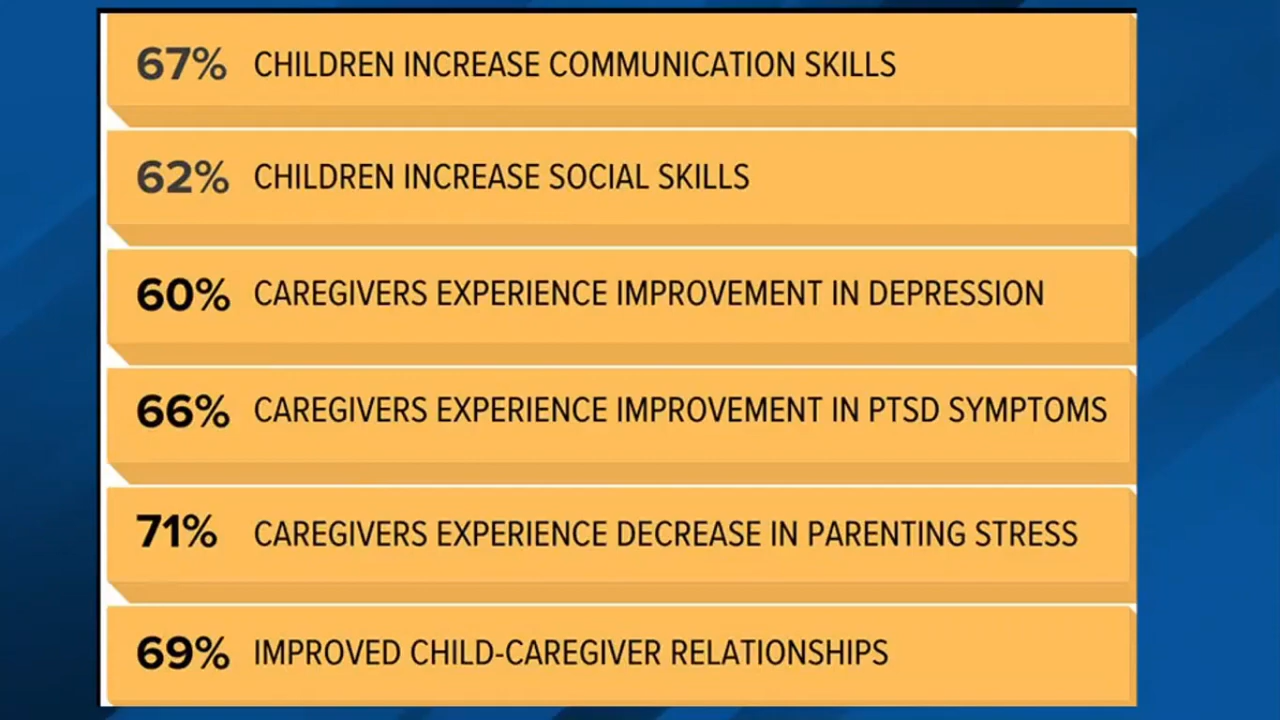 67% CHILDREN INCREASE COMMUNICATION SKILLS
62% CHILDREN INCREASE SOCIAL SKILLS
60% CAREGIVERS EXPERIENCE IMPROVEMENT IN DEPRESSION
66% CAREGIVERS EXPERIENCE IMPROVEMENT IN PTSD SYMPTOMS
71% CAREGIVERS EXPERIENCE DECREASE IN PARENTING STRESS
69% IMPROVED CHILD-CAREGIVER RELATIONSHIPS